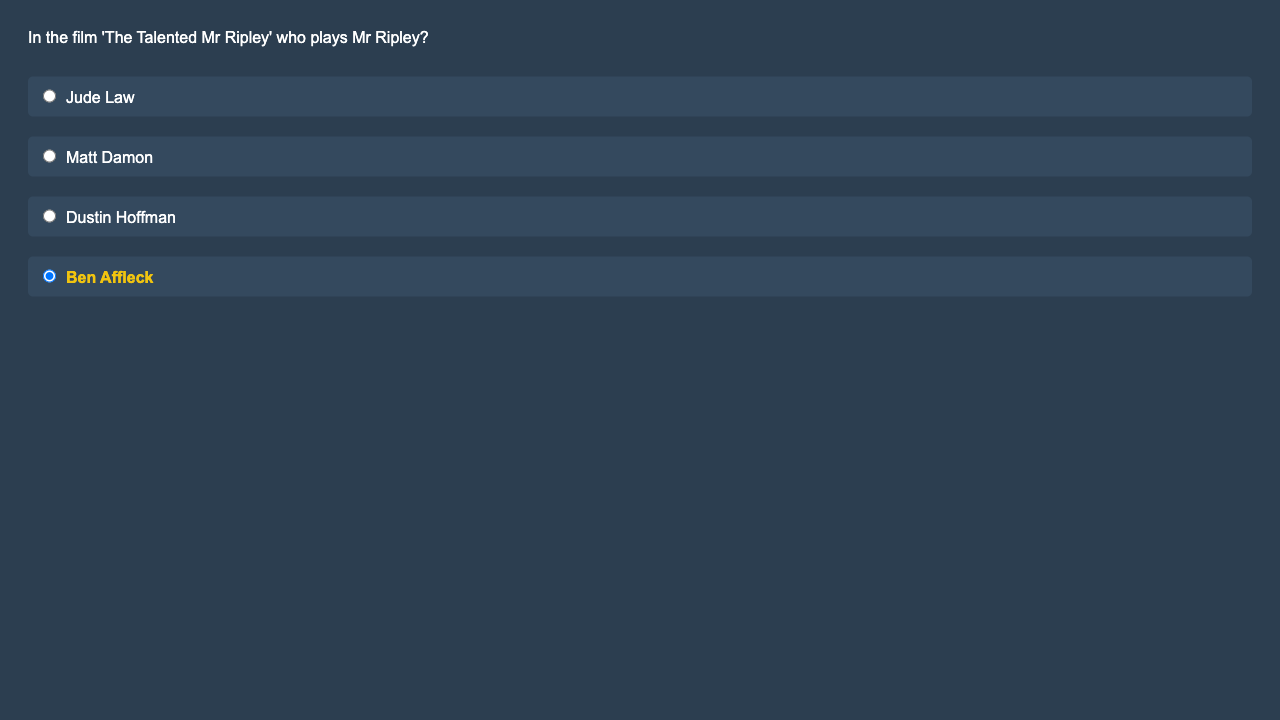 In the film 'The Talented Mr Ripley' who plays Mr Ripley?
Jude Law
Matt Damon
Dustin Hoffman
Ben Affleck